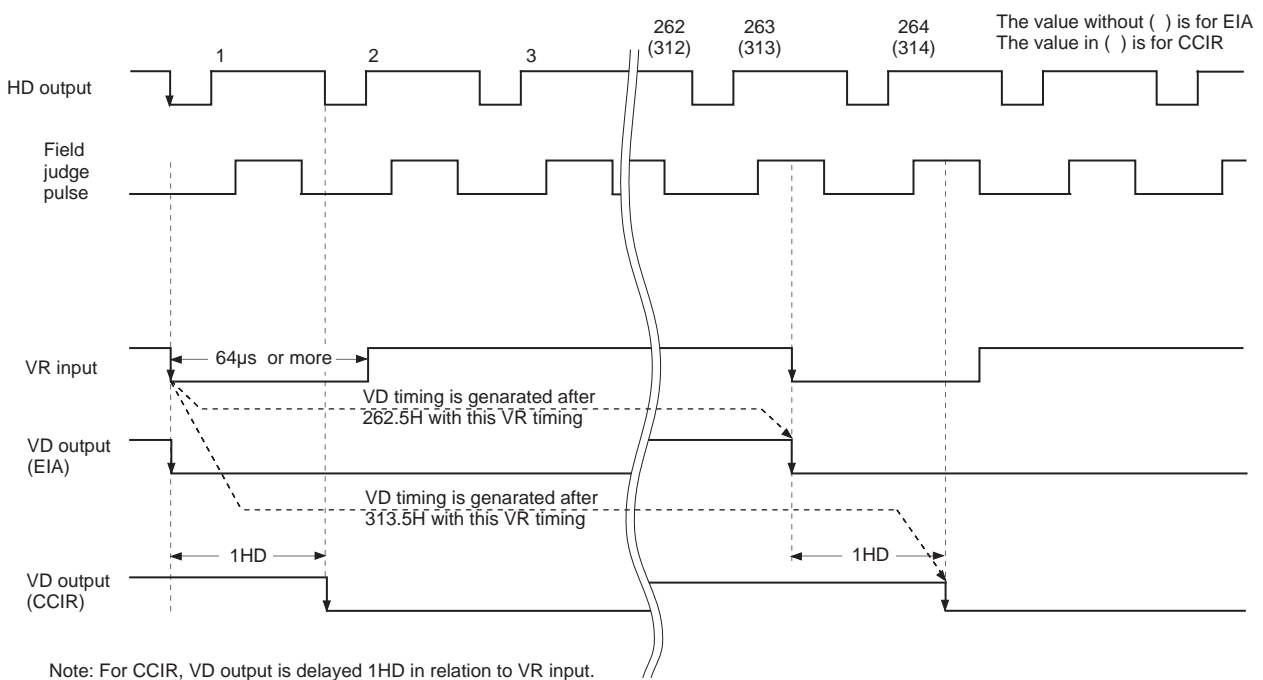 The value without ( ) is for EIA
The value in ( ) is for CCIR
1
2
3
262
(312)
263
(313)
264
(314)
HD output
Field
judge
pulse
VR input
64µs or more
VD timing is genarated after
262.5H with this VR timing
VD output
(EIA)
VD timing is genarated after
313.5H with this VR timing
1HD
1HD
VD output
(CCIR)
Note: For CCIR, VD output is delayed 1HD in relation to VR input.